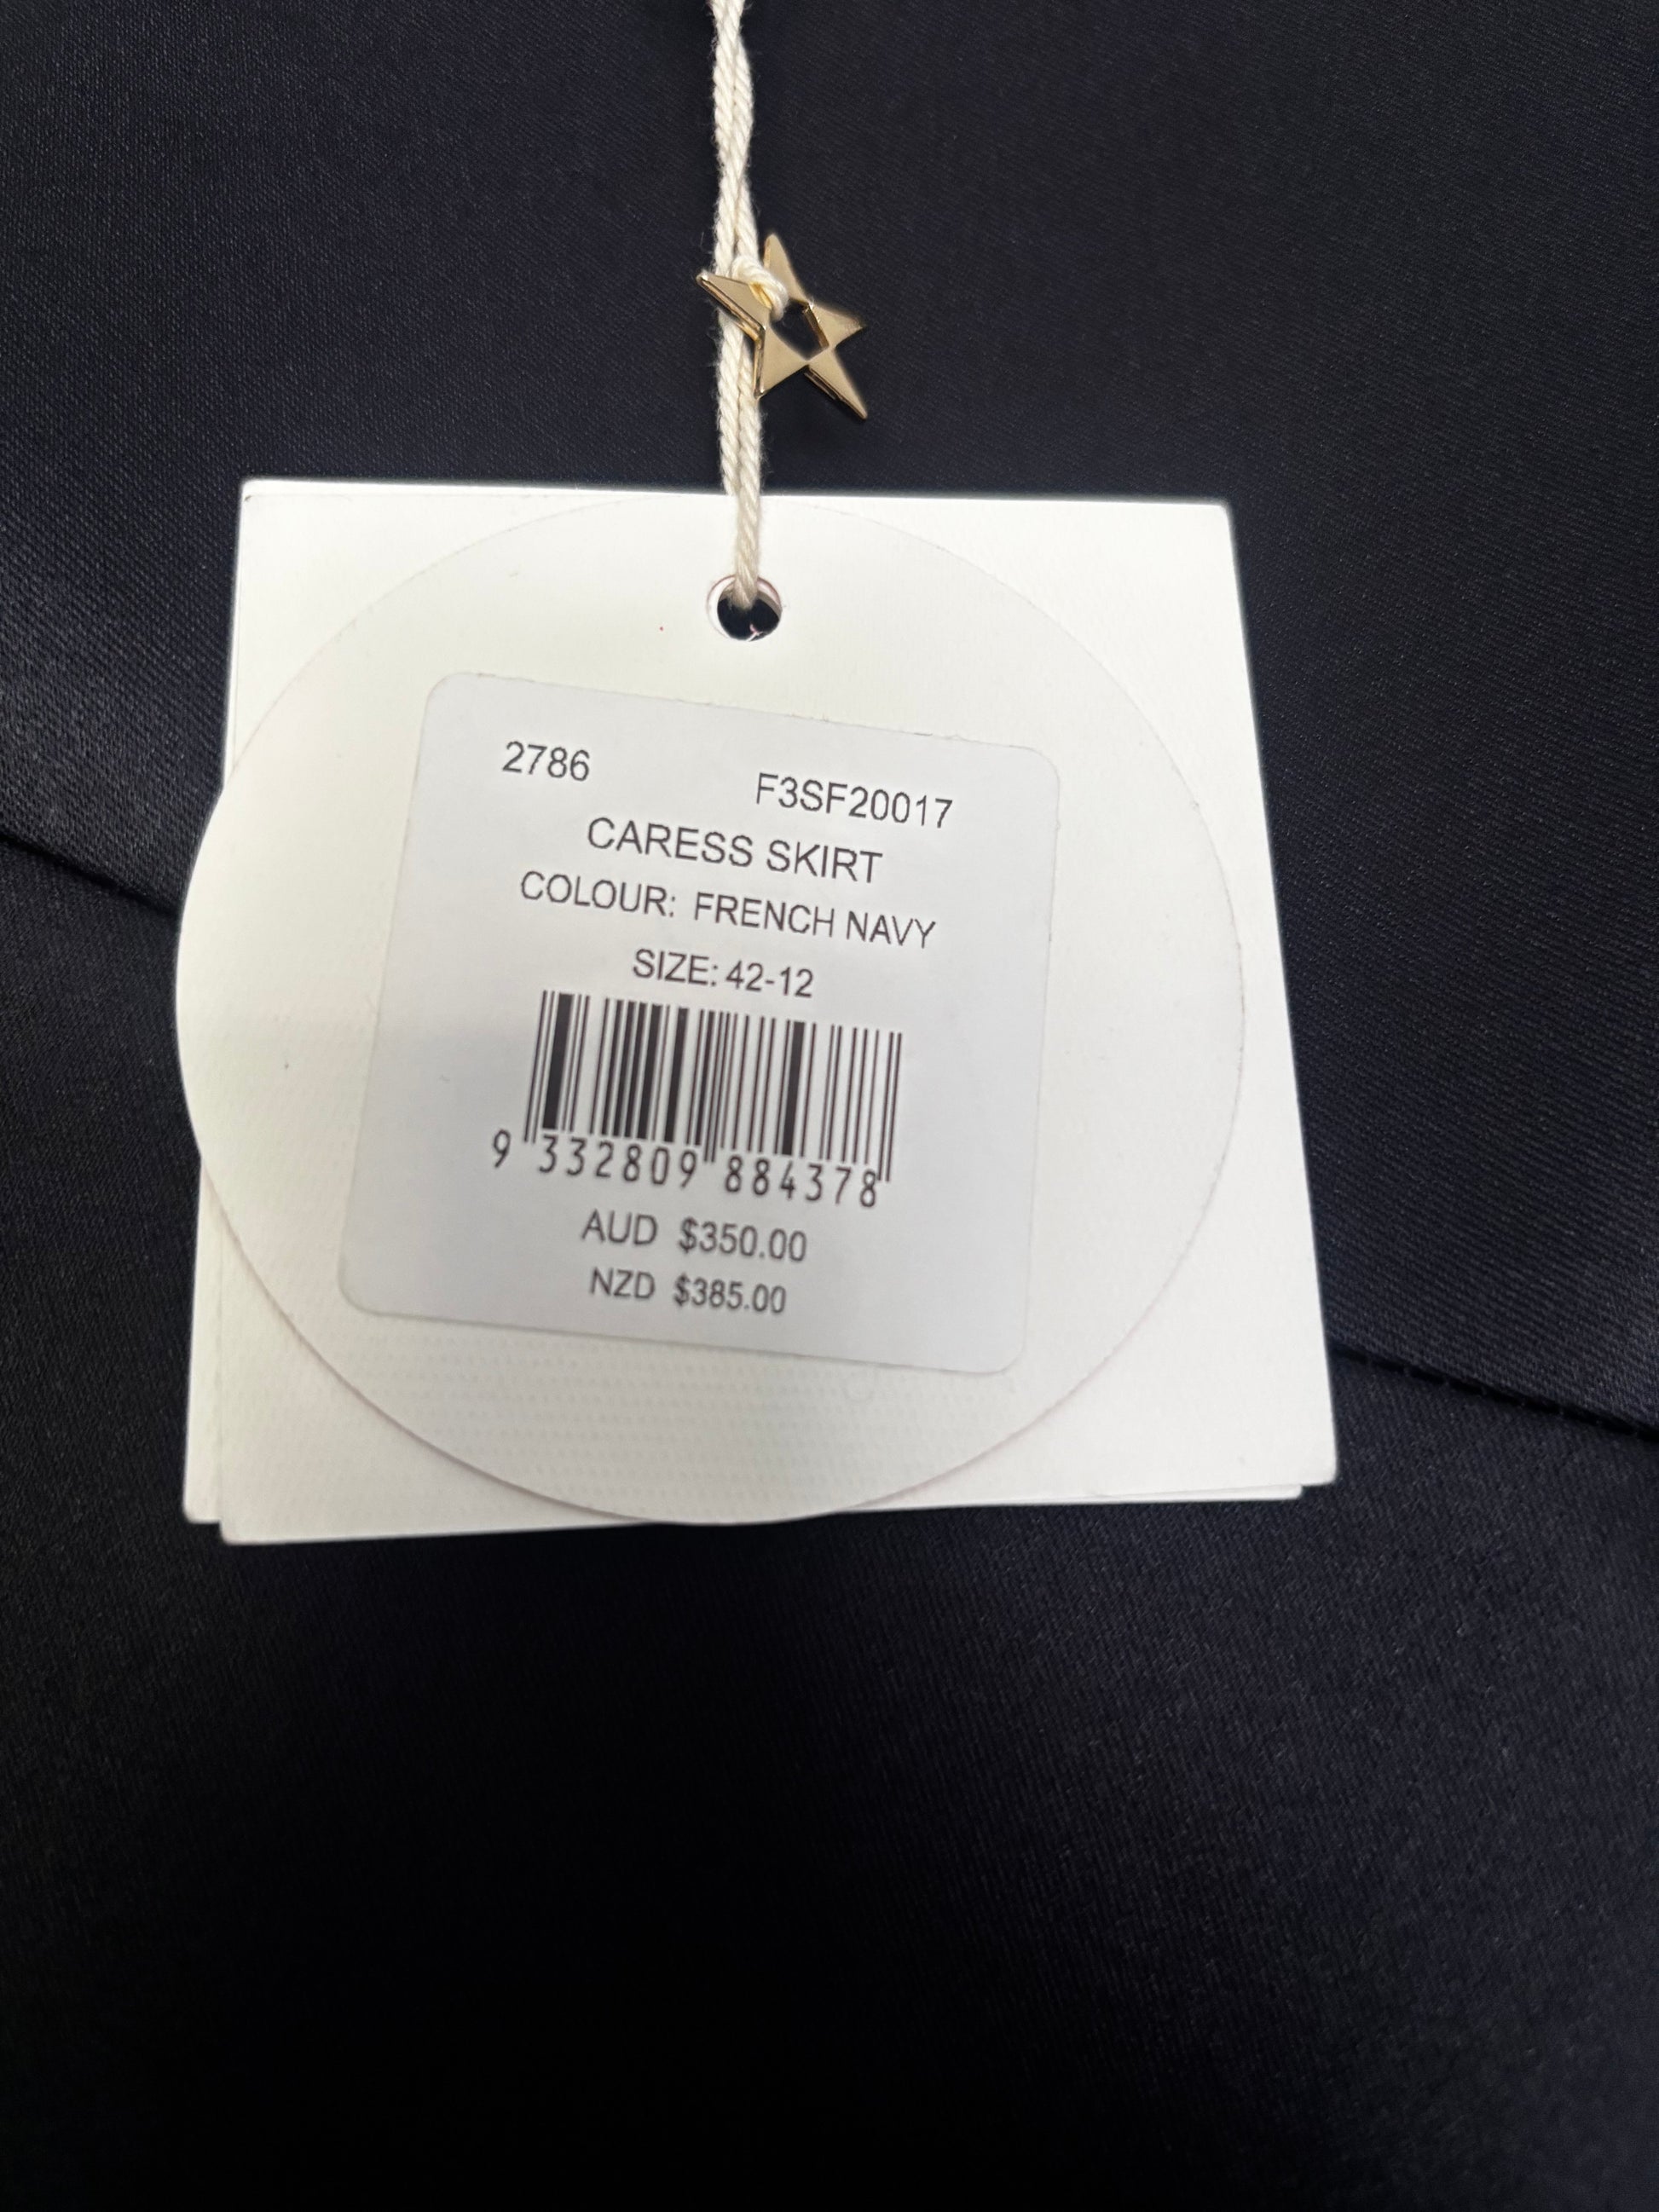 2786 F3SF20017
CARESS SKIRT
COLOUR: FRENCH NAVY
SIZE: 42-12
9 332809 884378
AUD $350.00
NZD $385.00